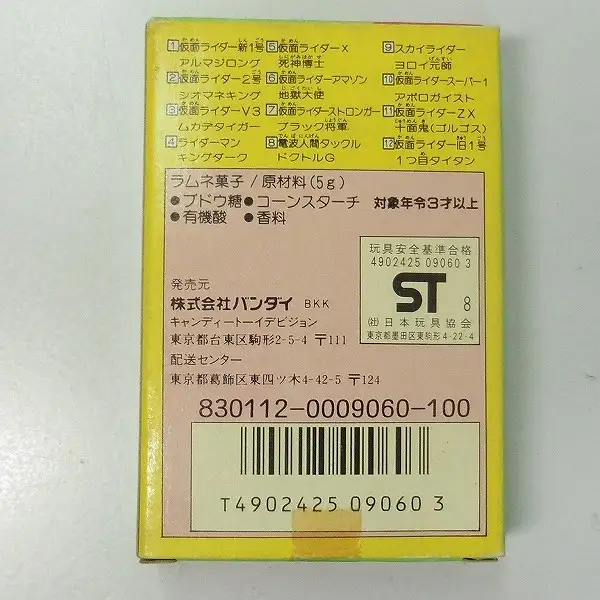 1 仮面ライダー新1号 5 仮面ライダーX 9 スカイライダー
アルマジロング 死神博士 ヨロイ元帥
2 仮面ライダー2号 6 仮面ライダーアマゾン 10 仮面ライダースーパー1
シオマネキング 地獄大使 アポロガイスト
3 仮面ライダーV3 7 仮面ライダーストロンガー 11 仮面ライダーZX
ムカデタイガー ブラック将軍 十面鬼(ゴルゴス)
4 ライダーマン 8 電波人間タックル 12 仮面ライダー旧1号
キングダーク ドクトルG 1つ目タイタン
ラムネ菓子/原材料(5g)
●ブドウ糖●コーンスターチ 対象年令3才以上
●有機酸 ●香料
玩具安全基準合格
4902425 09060 3
ST 8
㈳日本玩具協会
東京都墨田区東駒形4-22-4
発売元
株式会社バンダイ BKK
キャンディートーイデビジョン
東京都台東区駒形2-5-4 〒111
配送センター
東京都葛飾区東四ツ木4-42-5 〒124
830112-0009060-100
T4902425 09060 3